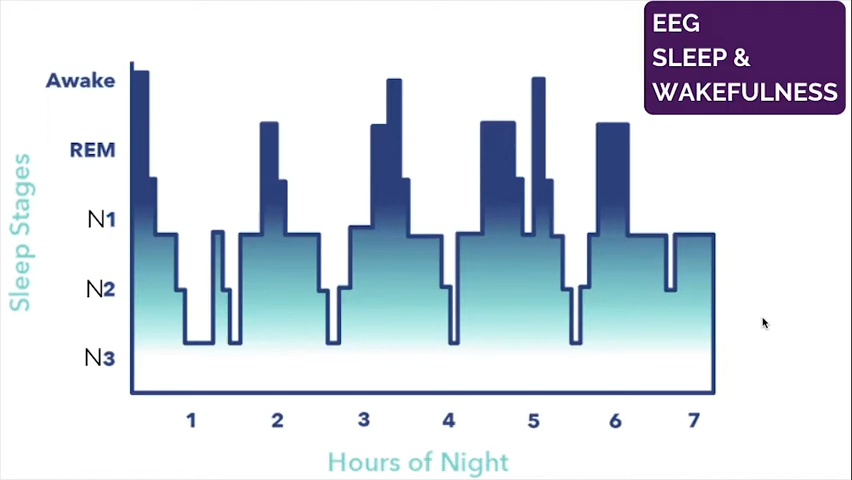 EEG
SLEEP &
WAKEFULNESS
Awake
REM
N1
N2
N3
Sleep Stages
1 2 3 4 5 6 7
Hours of Night